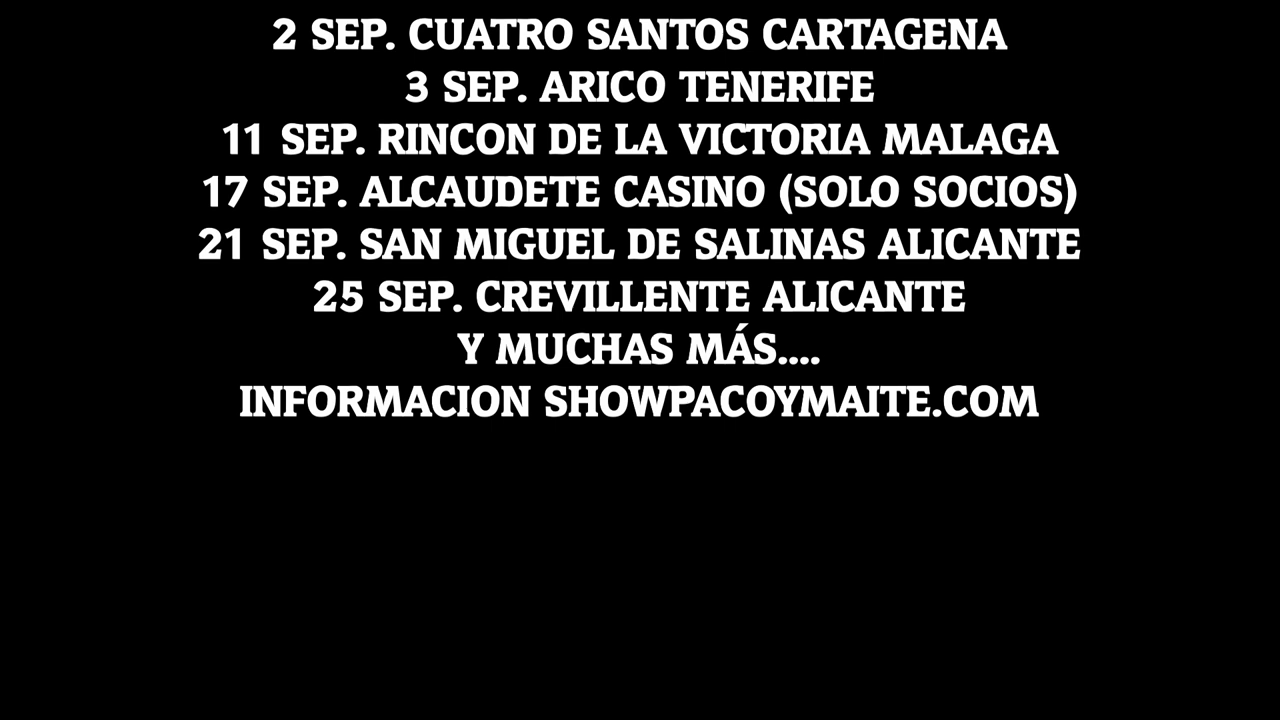 2 SEP. CUATRO SANTOS CARTAGENA
3 SEP. ARICO TENERIFE
11 SEP. RINCON DE LA VICTORIA MALAGA
17 SEP. ALCAUDETE CASINO (SOLO SOCIOS)
21 SEP. SAN MIGUEL DE SALINAS ALICANTE
25 SEP. CREVILLENTE ALICANTE
Y MUCHAS MÁS....
INFORMACION SHOWPACOYMAITE.COM